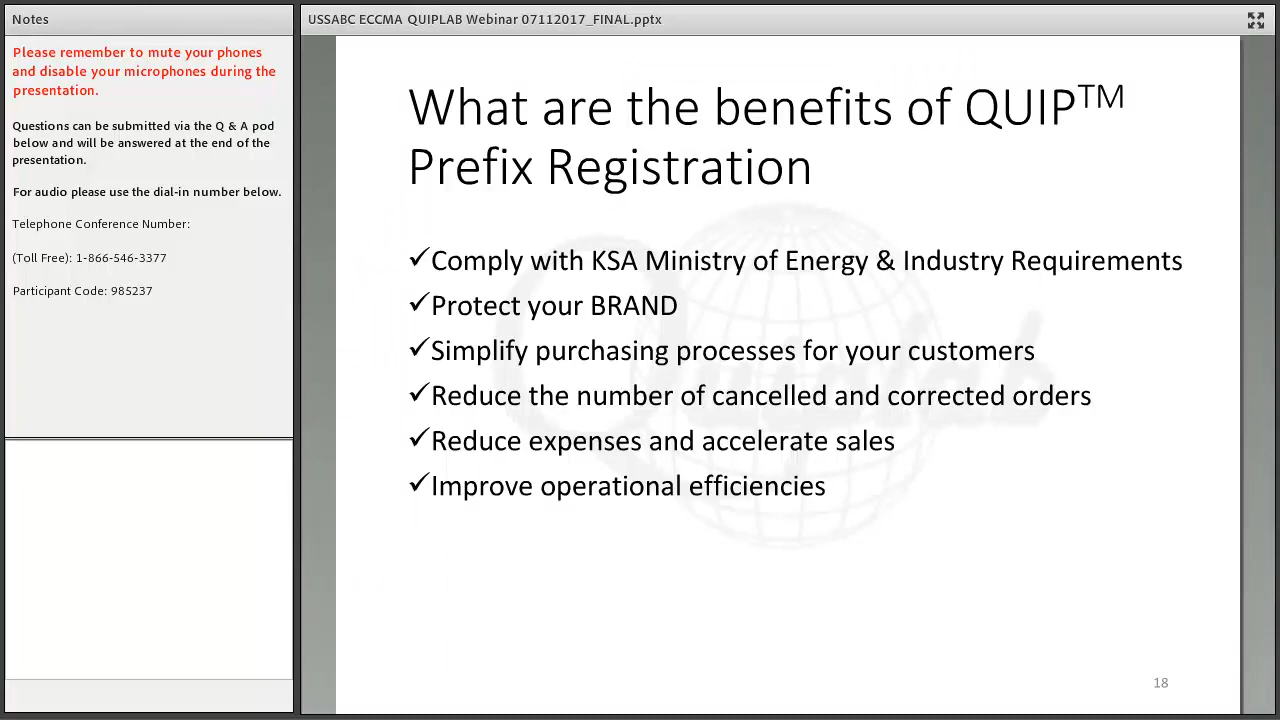 Notes
Please remember to mute your phones
and disable your microphones during the
presentation.
Questions can be submitted via the Q & A pod
below and will be answered at the end of the
presentation.
For audio please use the dial-in number below.
Telephone Conference Number:
(Toll Free): 1-866-546-3377
Participant Code: 985237
USSABC ECCMA QUIPLAB Webinar 07112017_FINAL.pptx
What are the benefits of QUIP™
Prefix Registration
✓Comply with KSA Ministry of Energy & Industry Requirements
✓Protect your BRAND
✓Simplify purchasing processes for your customers
✓Reduce the number of cancelled and corrected orders
✓Reduce expenses and accelerate sales
✓Improve operational efficiencies
18